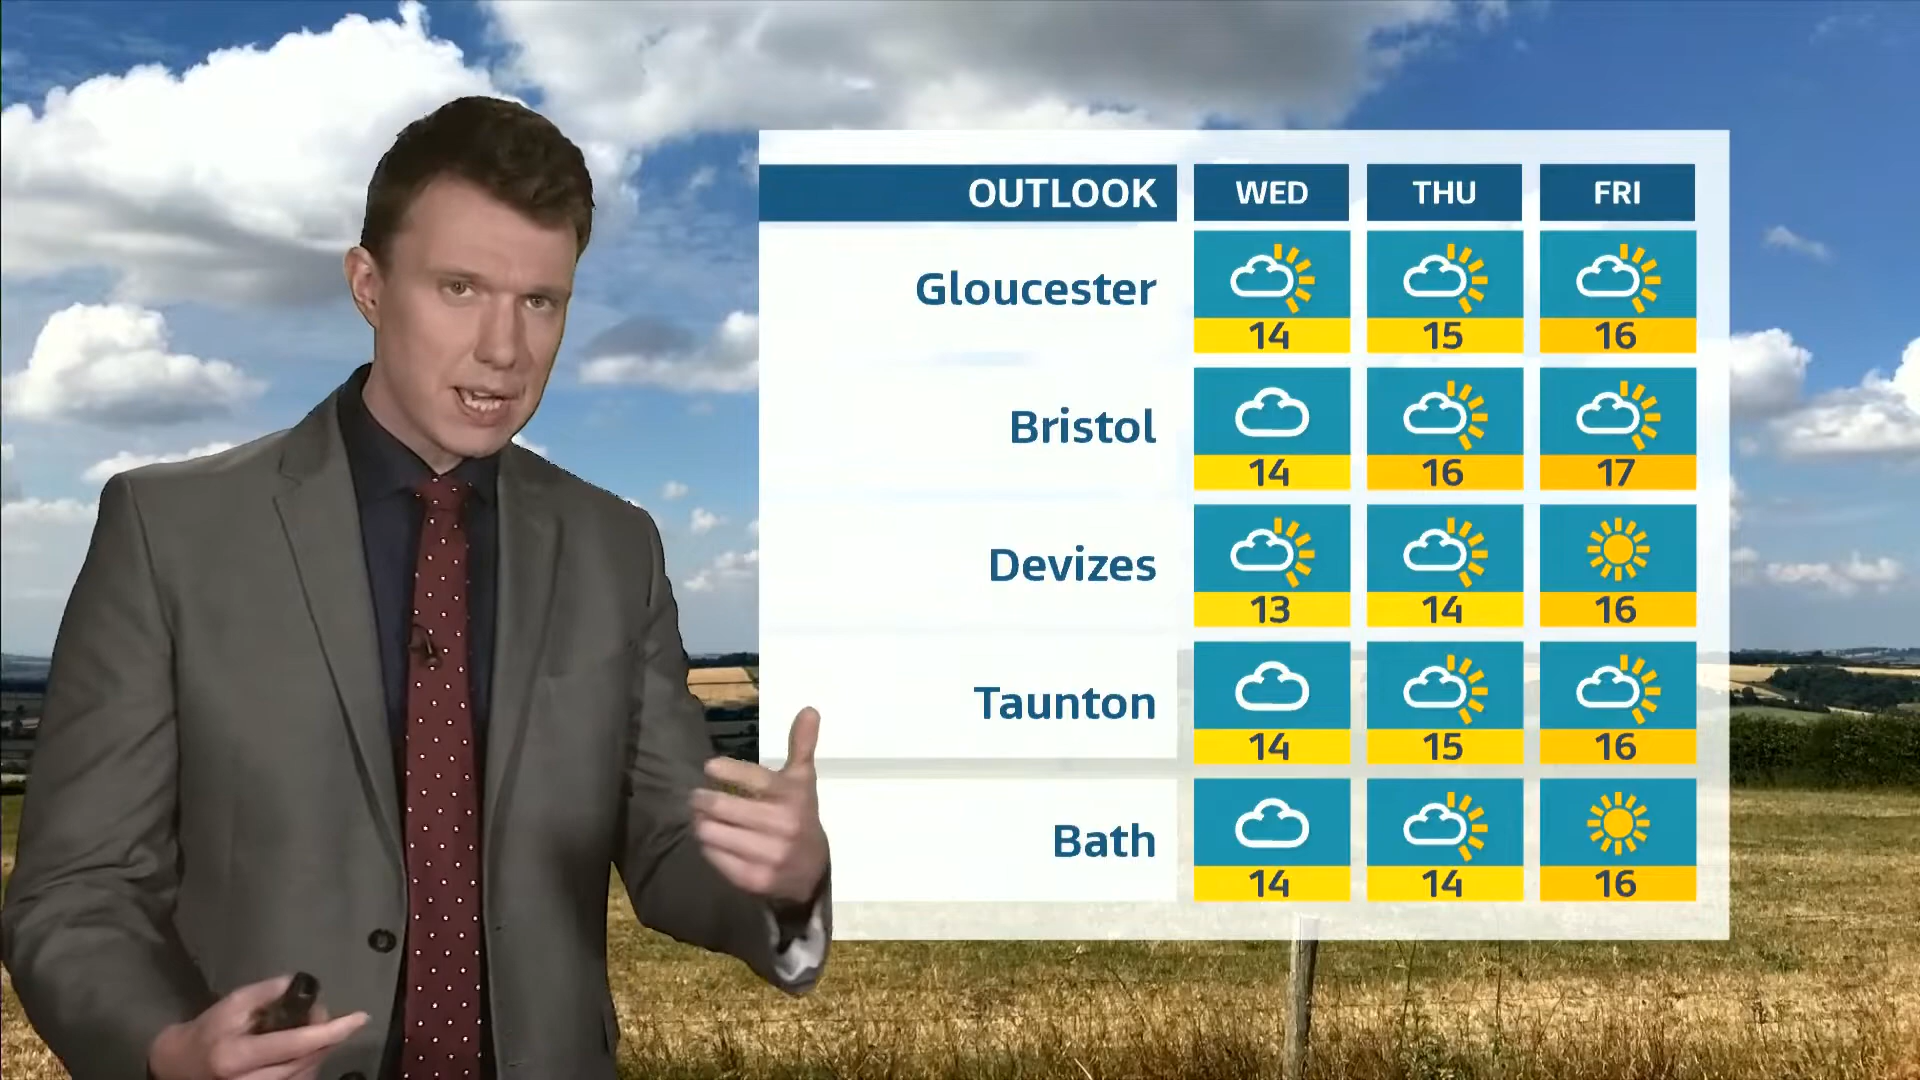 OUTLOOK WED THU FRI
Gloucester 14 15 16
Bristol 14 16 17
Devizes 13 14 16
Taunton 14 15 16
Bath 14 14 16